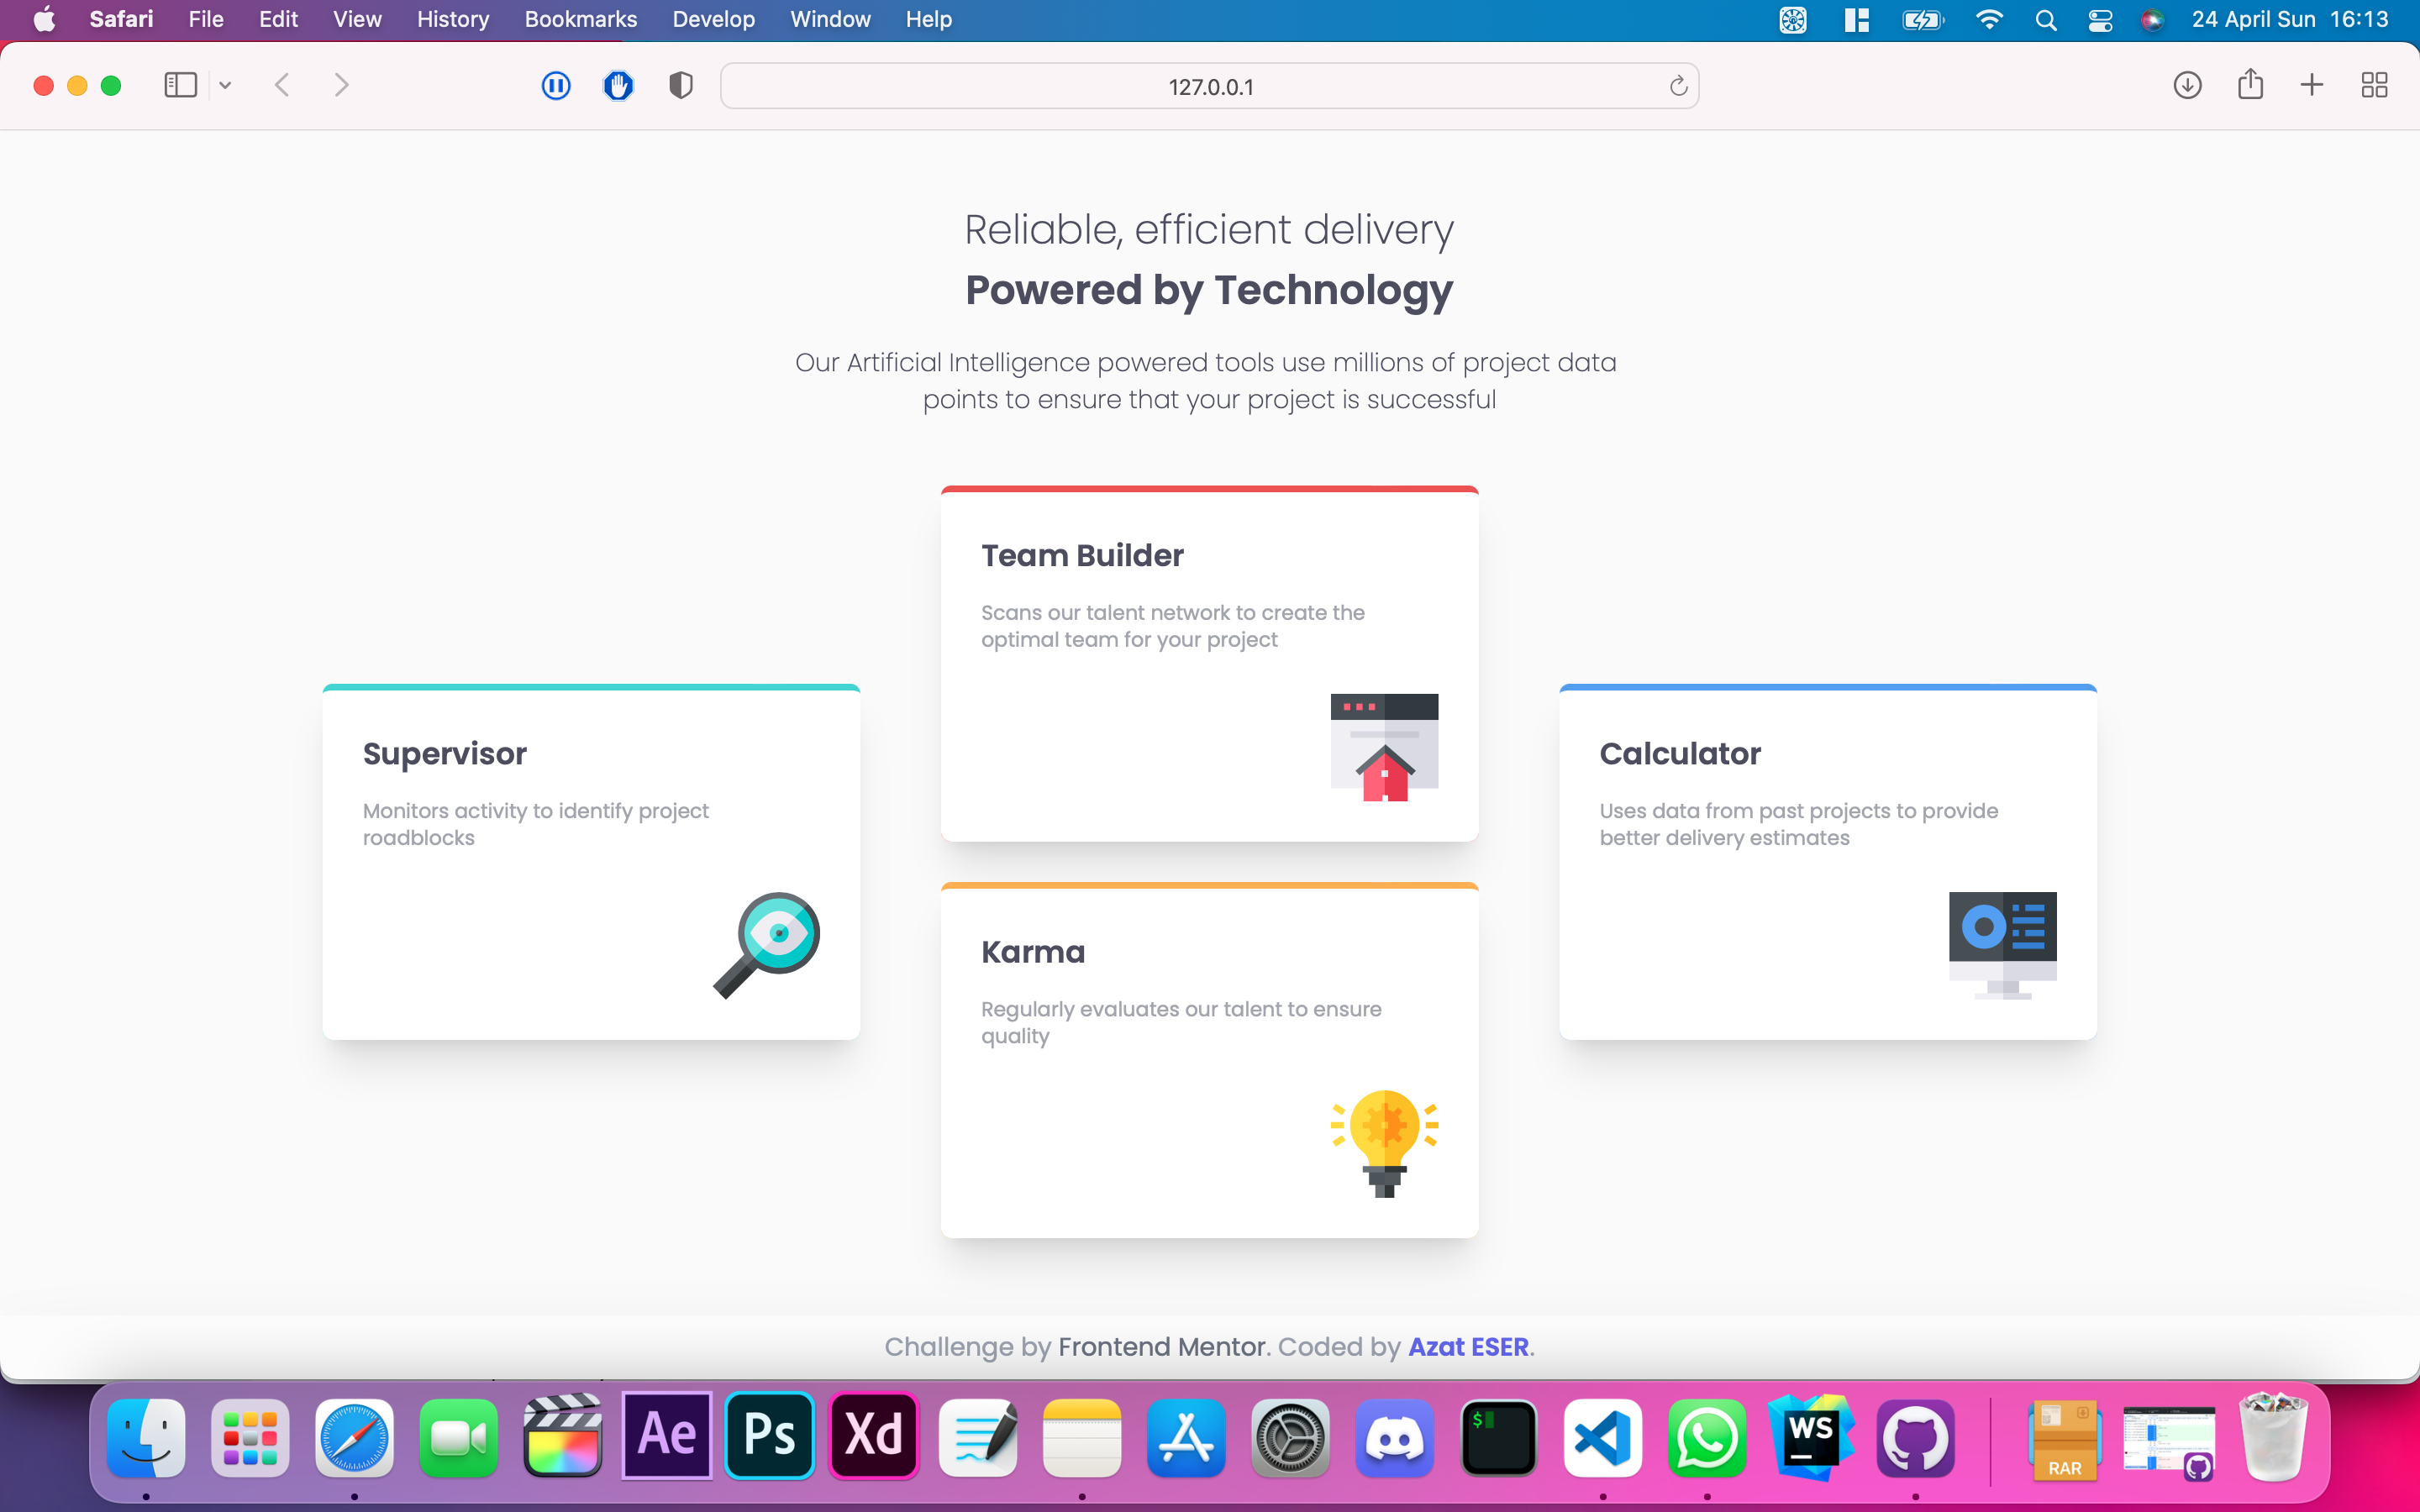 Safari File Edit View History Bookmarks Develop Window Help 24 April Sun 16:13
127.0.0.1
Reliable, efficient delivery
Powered by Technology
Our Artificial Intelligence powered tools use millions of project data
points to ensure that your project is successful
Team Builder
Scans our talent network to create the
optimal team for your project
Supervisor
Monitors activity to identify project
roadblocks
Calculator
Uses data from past projects to provide
better delivery estimates
Karma
Regularly evaluates our talent to ensure
quality
Challenge by Frontend Mentor. Coded by Azat ESER.
Ae Ps Xd $ WS RAR